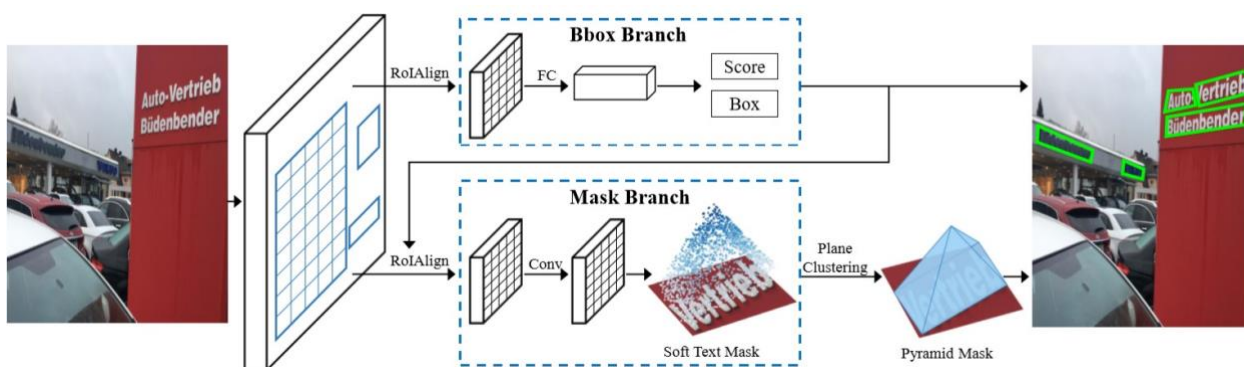 Auto-Vertrieb
Büdenbender
Bbox Branch
RoIAlign
FC
Score
Box
Mask Branch
RoIAlign
Conv
Vertrieb
Soft Text Mask
Plane
Clustering
Vertrieb
Pyramid Mask
Auto-Vertrieb
Büdenbender